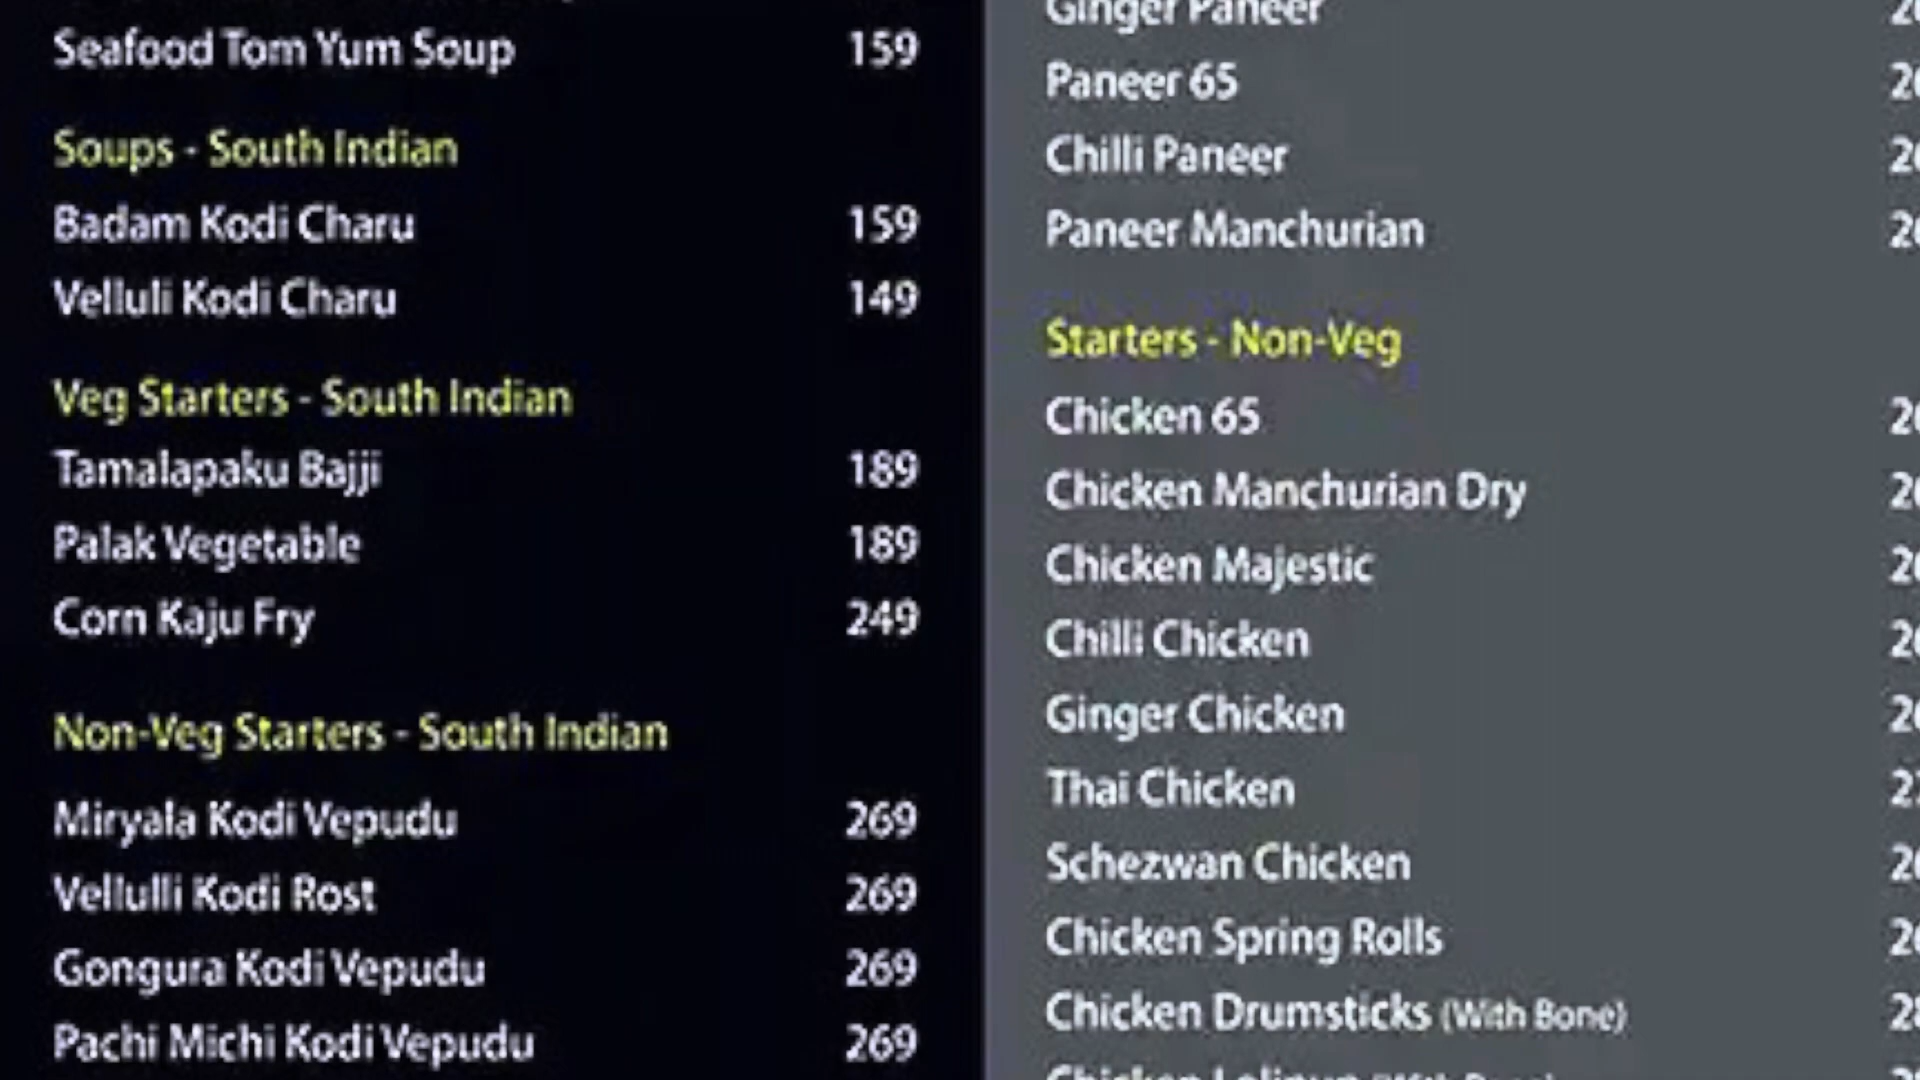 Seafood Tom Yum Soup 159
Soups - South Indian
Badam Kodi Charu 159
Velluli Kodi Charu 149
Veg Starters - South Indian
Tamalapaku Bajji 189
Palak Vegetable 189
Corn Kaju Fry 249
Non-Veg Starters - South Indian
Miryala Kodi Vepudu 269
Vellulli Kodi Rost 269
Gongura Kodi Vepudu 269
Pachi Michi Kodi Vepudu 269
Ginger Paneer
Paneer 65
Chilli Paneer
Paneer Manchurian
Starters - Non-Veg
Chicken 65
Chicken Manchurian Dry
Chicken Majestic
Chilli Chicken
Ginger Chicken
Thai Chicken
Schezwan Chicken
Chicken Spring Rolls
Chicken Drumsticks (With Bone)
Chicken